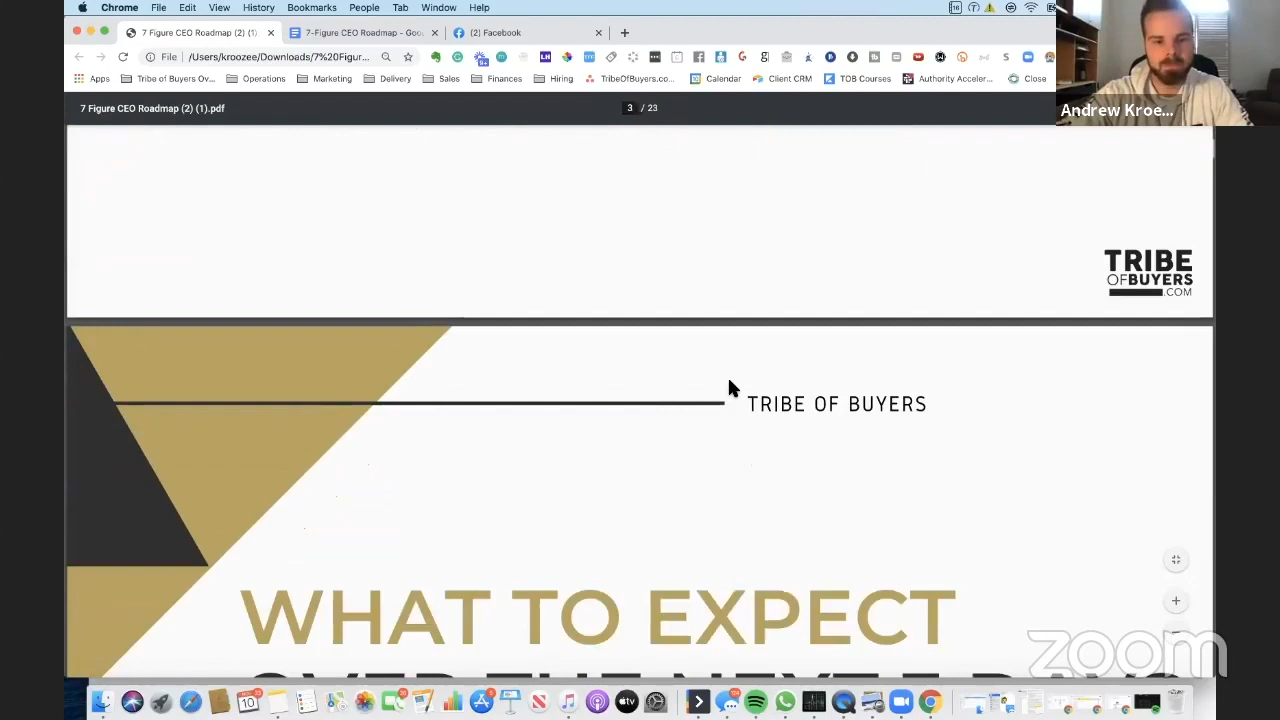 Chrome File Edit View History Bookmarks People Tab Window Help
7 Figure CEO Roadmap (2) (1)
7-Figure CEO Roadmap - Goo
(2) Facebook
File /Users/kroozee/Downloads/7%20Figur...
Apps Tribe of Buyers Ov... Operations Marketing Delivery Sales Finances Hiring TribeOfBuyers.co... Calendar Client CRM TOB Courses Authority Acceler... Close
Andrew Kroe...
7 Figure CEO Roadmap (2) (1).pdf
3 / 23
TRIBE
OF BUYERS
.COM
TRIBE OF BUYERS
WHAT TO EXPECT
zoom